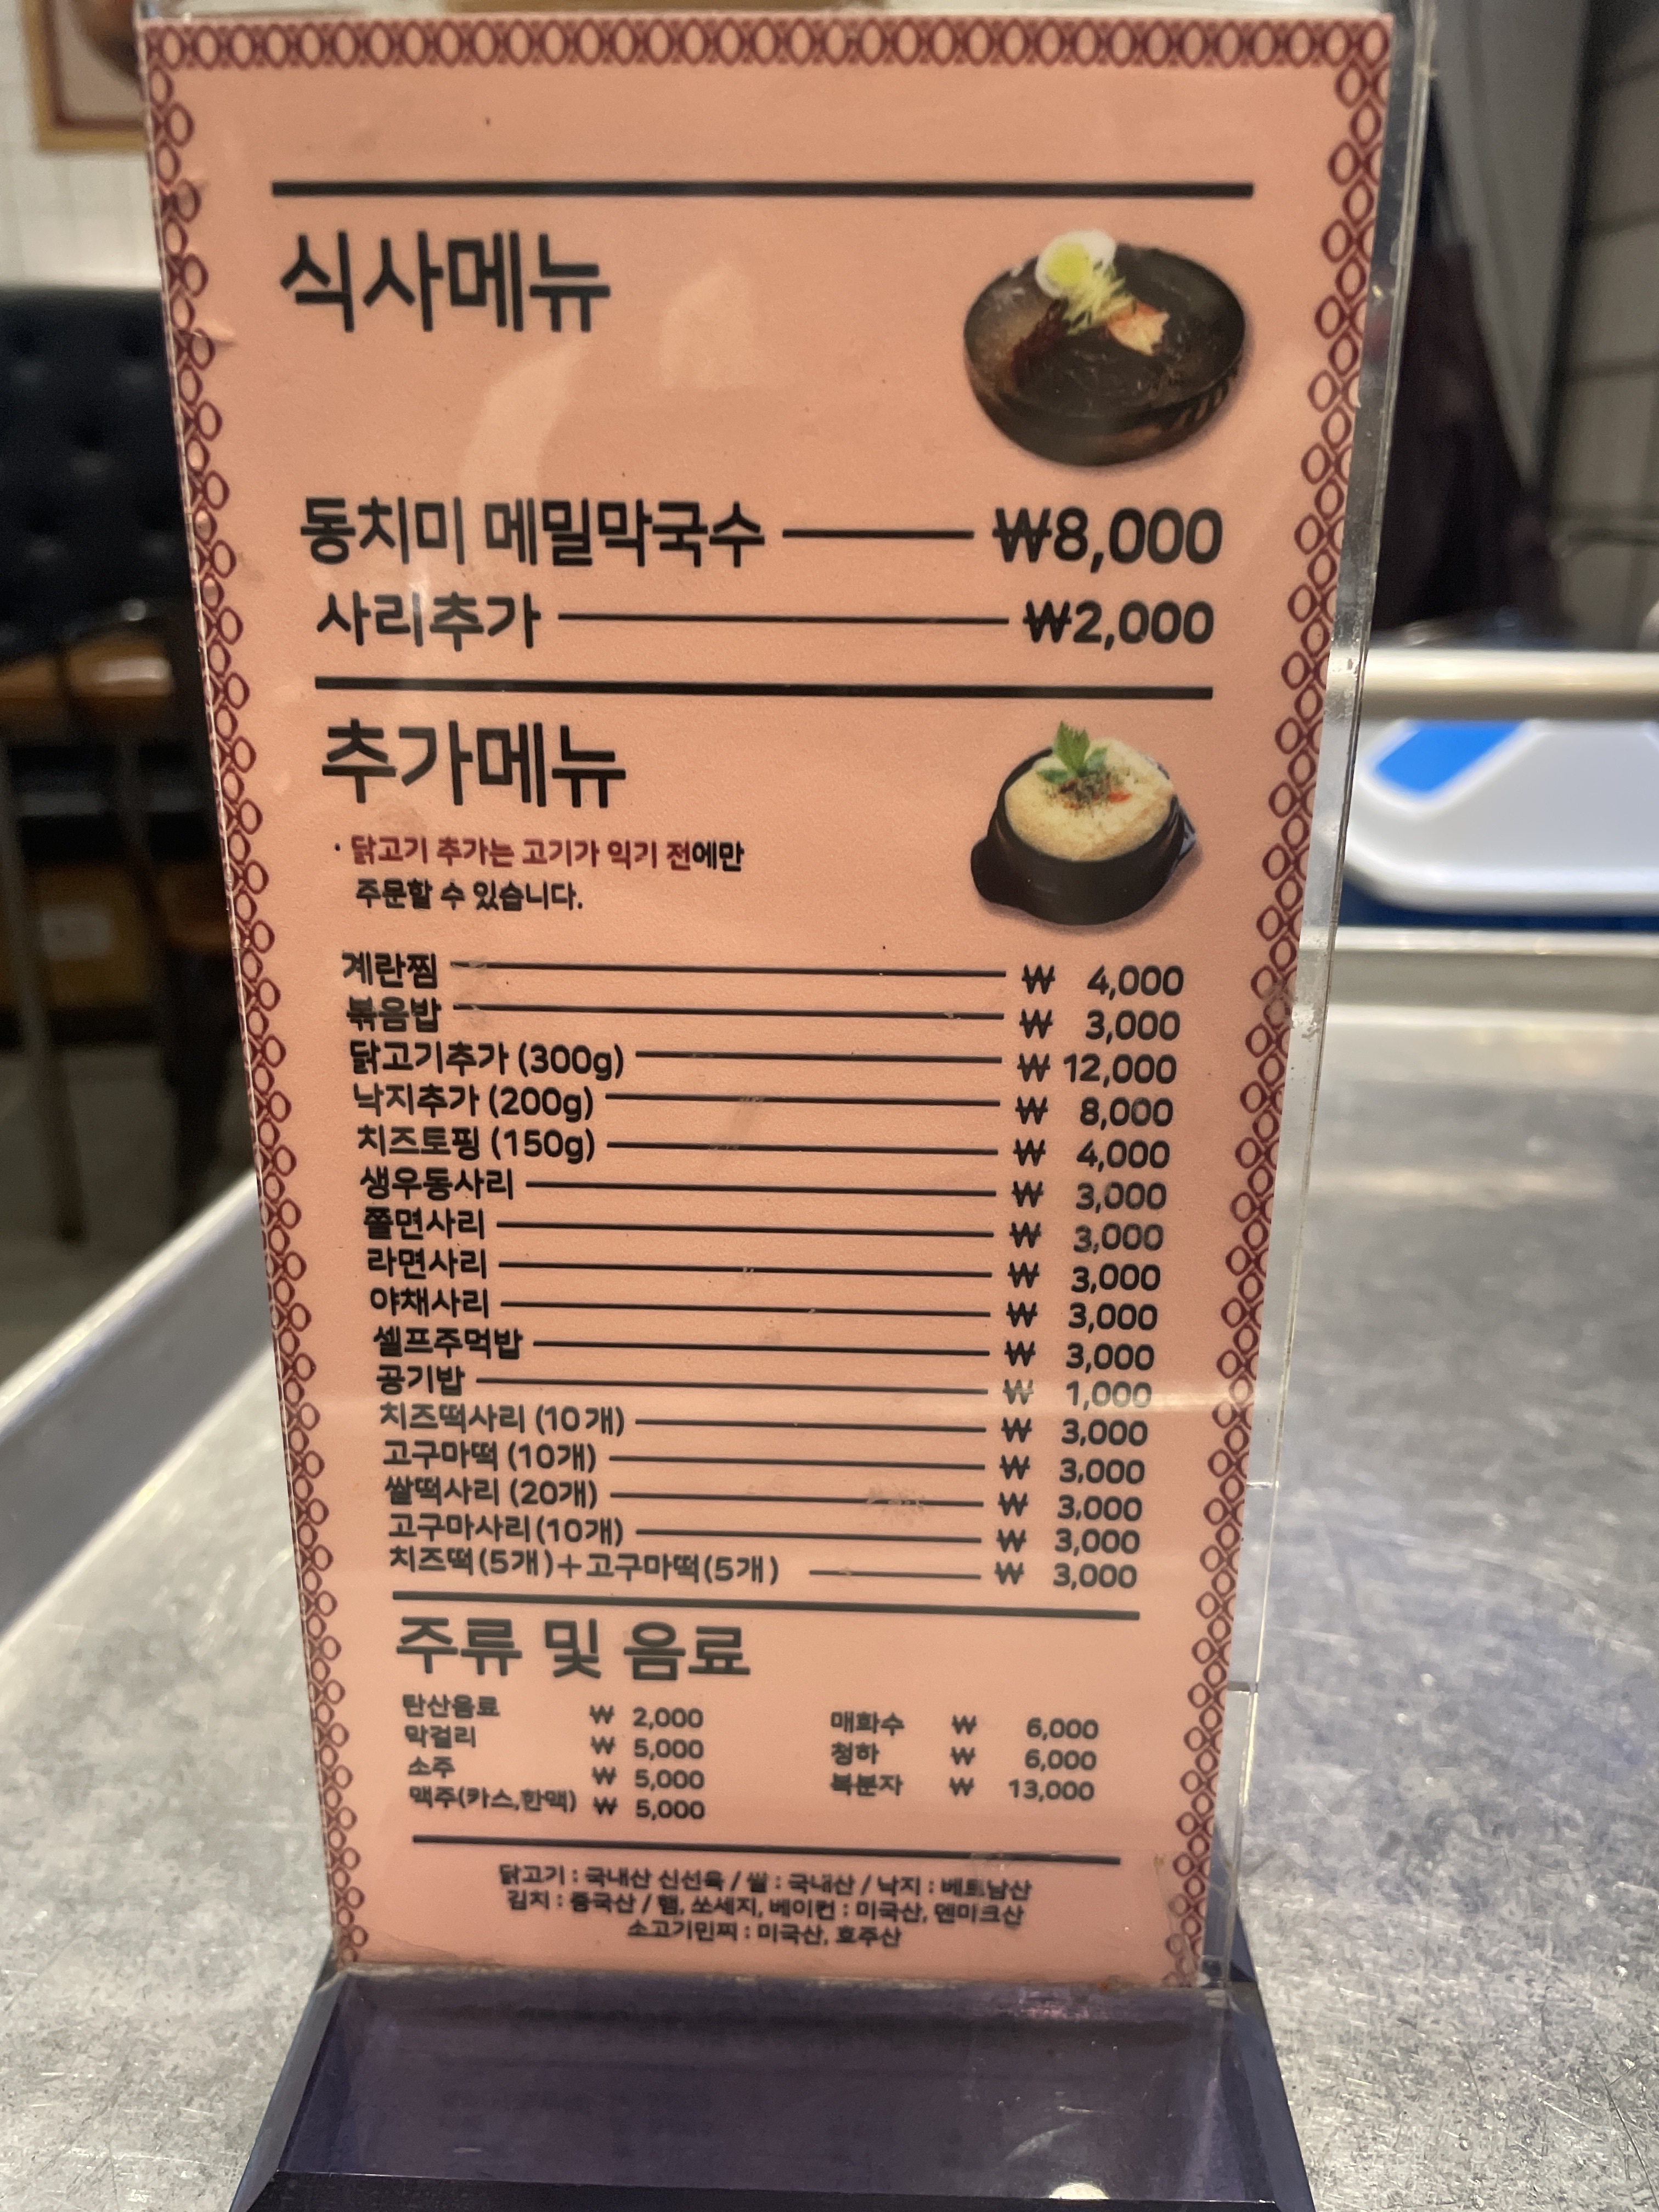 식사메뉴
동치미 메밀막국수 ₩8,000
사리추가 ₩2,000
추가메뉴
· 닭고기 추가는 고기가 익기 전에만
주문할 수 있습니다.
계란찜 ₩ 4,000
볶음밥 ₩ 3,000
닭고기추가 (300g) ₩ 12,000
낙지추가 (200g) ₩ 8,000
치즈토핑 (150g) ₩ 4,000
생우동사리 ₩ 3,000
쫄면사리 ₩ 3,000
라면사리 ₩ 3,000
야채사리 ₩ 3,000
셀프주먹밥 ₩ 3,000
공기밥 ₩ 1,000
치즈떡사리 (10개) ₩ 3,000
고구마떡 (10개) ₩ 3,000
쌀떡사리 (20개) ₩ 3,000
고구마사리(10개) ₩ 3,000
치즈떡(5개)+고구마떡(5개) ₩ 3,000
주류 및 음료
탄산음료 ₩ 2,000
막걸리 ₩ 5,000
소주 ₩ 5,000
맥주(카스,한맥) ₩ 5,000
매화수 ₩ 6,000
청하 ₩ 6,000
복분자 ₩ 13,000
닭고기 : 국내산 신선육 / 쌀 : 국내산 / 낙지 : 베트남산
김치 : 중국산 / 햄, 쏘세지, 베이컨 : 미국산, 덴미크산
소고기민찌 : 미국산, 호주산